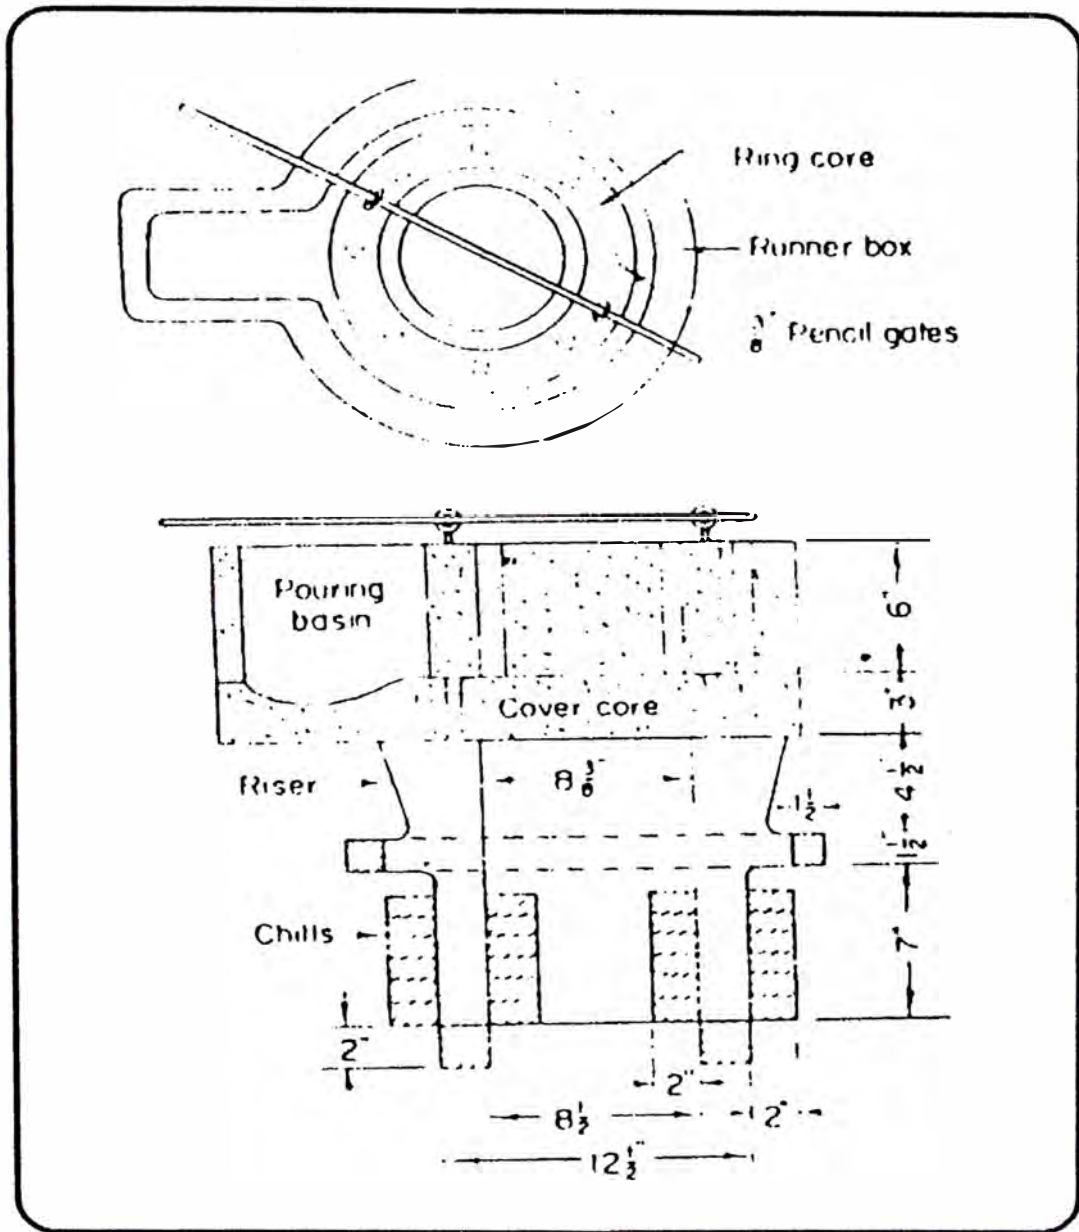 Ring core
Runner box
3/8" Pencil gates
Pouring
basin
6"
Cover core
3"
Riser
8 3/8"
4 1/2"
1 1/2
1 1/2"
Chills
7"
2"
2"
8 1/2
2"
12 1/2"